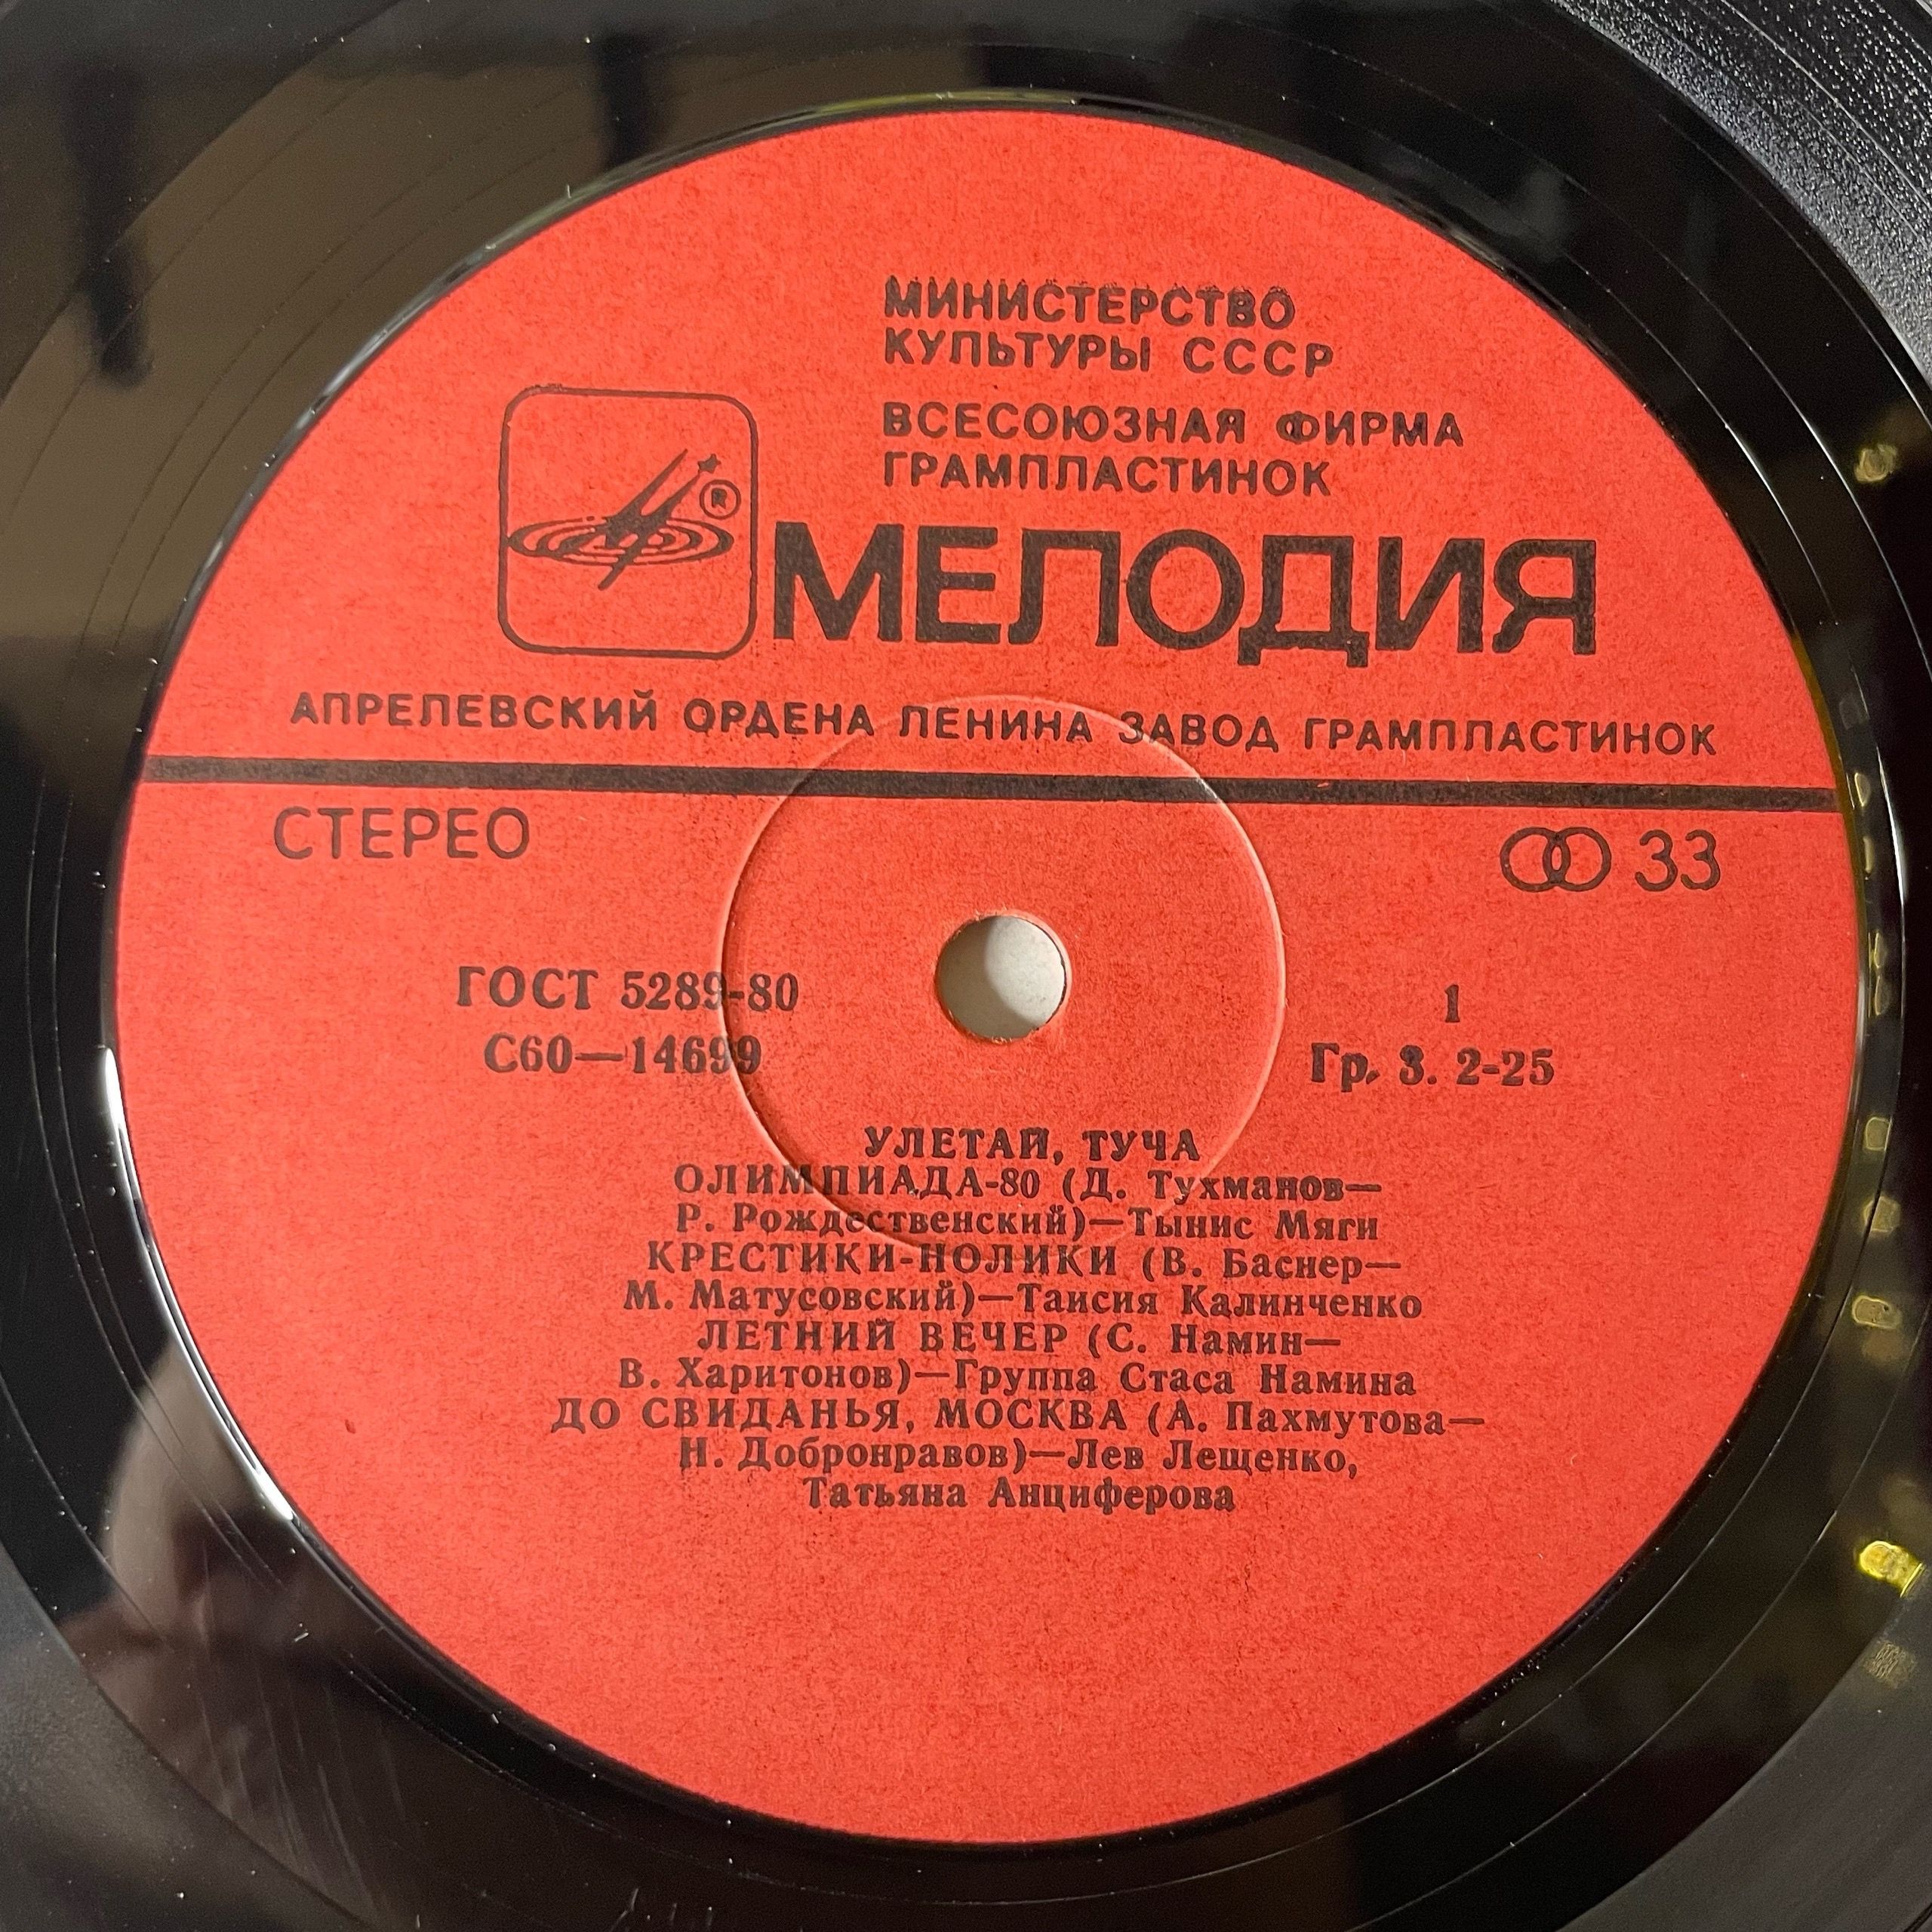 МИНИСТЕРСТВО
КУЛЬТУРЫ СССР
ВСЕСОЮЗНАЯ ФИРМА
ГРАМПЛАСТИНОК
®
МЕЛОДИЯ
АПРЕЛЕВСКИЙ ОРДЕНА ЛЕНИНА ЗАВОД ГРАМПЛАСТИНОК
СТЕРЕО
33
ГОСТ 5289-80
С60—14699
1
Гр. 3. 2-25
УЛЕТАЙ, ТУЧА
ОЛИМПИАДА-80 (Д. Тухманов—
Р. Рождественский)—Тынис Мяги
КРЕСТИКИ-НОЛИКИ (В. Баснер—
М. Матусовский)—Таисия Калинченко
ЛЕТНИЙ ВЕЧЕР (С. Намин—
В. Харитонов)—Группа Стаса Намина
ДО СВИДАНЬЯ, МОСКВА (А. Пахмутова—
Н. Добронравов)—Лев Лещенко,
Татьяна Анциферова